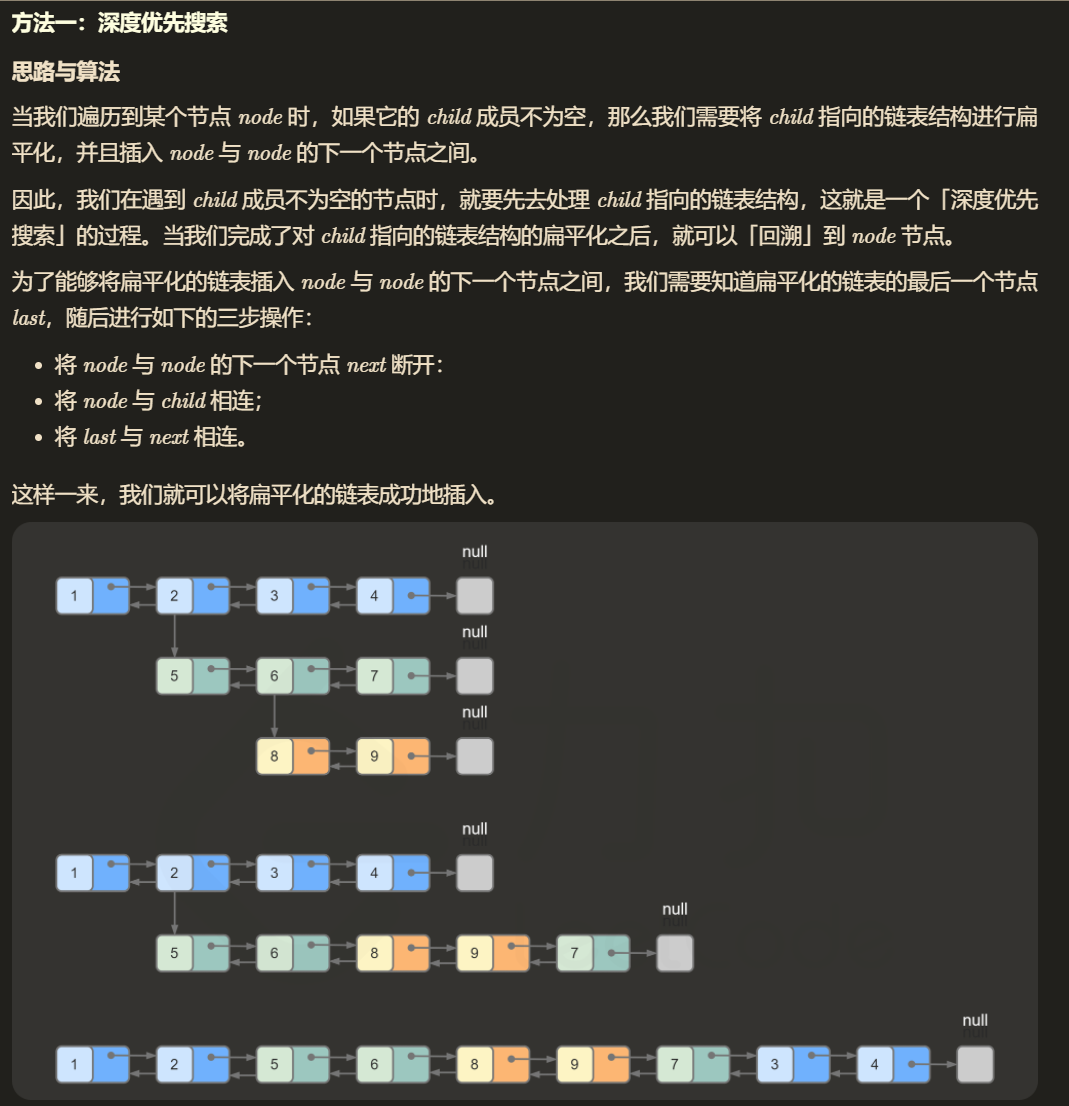 方法一：深度优先搜索
思路与算法
当我们遍历到某个节点 node 时，如果它的 child 成员不为空，那么我们需要将 child 指向的链表结构进行扁
平化，并且插入 node 与 node 的下一个节点之间。
因此，我们在遇到 child 成员不为空的节点时，就要先去处理 child 指向的链表结构，这就是一个「深度优先
搜索」的过程。当我们完成了对 child 指向的链表结构的扁平化之后，就可以「回溯」到 node 节点。
为了能够将扁平化的链表插入 node 与 node 的下一个节点之间，我们需要知道扁平化的链表的最后一个节点
last，随后进行如下的三步操作：
• 将 node 与 node 的下一个节点 next 断开：
• 将 node 与 child 相连；
• 将 last 与 next 相连。
这样一来，我们就可以将扁平化的链表成功地插入。
null
1 2 3 4
null
5 6 7
null
8 9
null
1 2 3 4
null
5 6 8 9 7
null
1 2 5 6 8 9 7 3 4